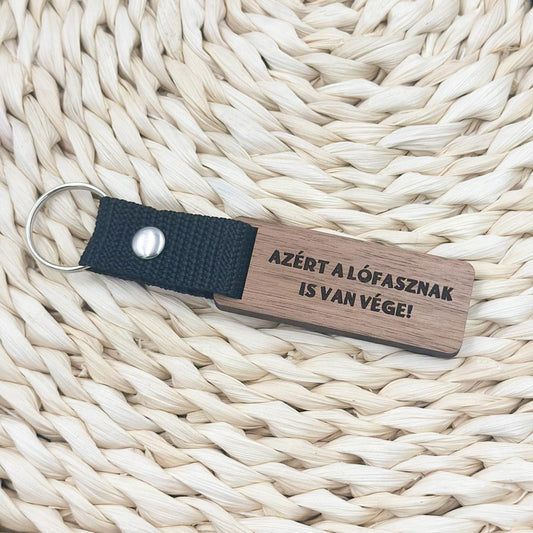 AZÉRT A LÓFASZNAK
IS VAN VÉGE!